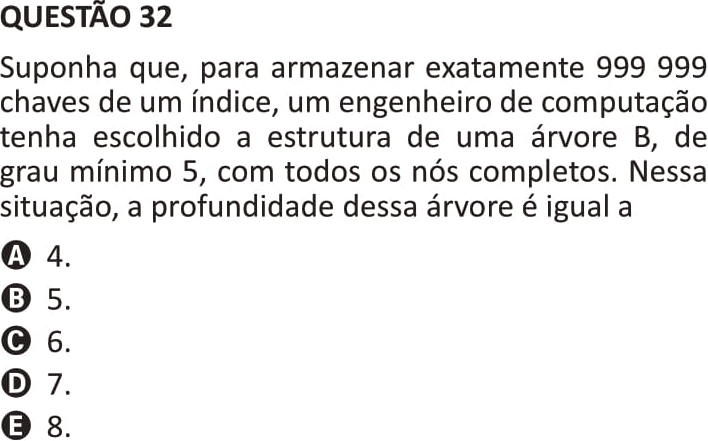 QUESTÃO 32
Suponha que, para armazenar exatamente 999 999
chaves de um índice, um engenheiro de computação
tenha escolhido a estrutura de uma árvore B, de
grau mínimo 5, com todos os nós completos. Nessa
situação, a profundidade dessa árvore é igual a
A 4.
B 5.
C 6.
D 7.
E 8.